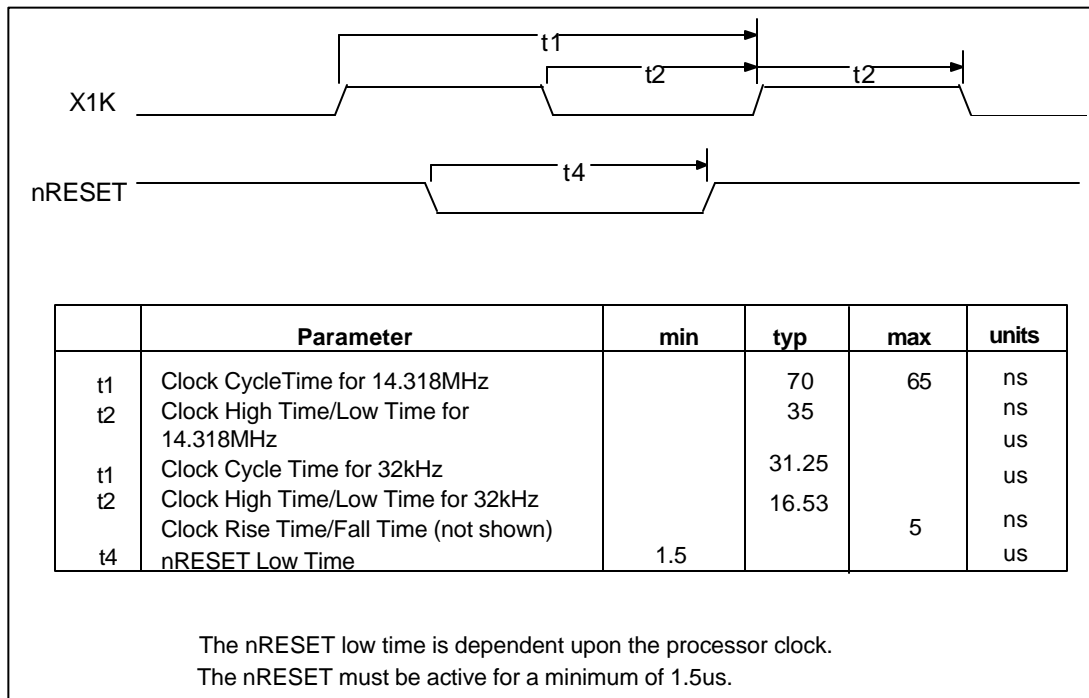 t1
t2 t2
X1K
t4
nRESET
Parameter min typ max units
t1 Clock CycleTime for 14.318MHz 70 65 ns
t2 Clock High Time/Low Time for 35 ns
14.318MHz us
t1 Clock Cycle Time for 32kHz 31.25 us
t2 Clock High Time/Low Time for 32kHz 16.53
Clock Rise Time/Fall Time (not shown) 5 ns
t4 nRESET Low Time 1.5 us
The nRESET low time is dependent upon the processor clock.
The nRESET must be active for a minimum of 1.5us.